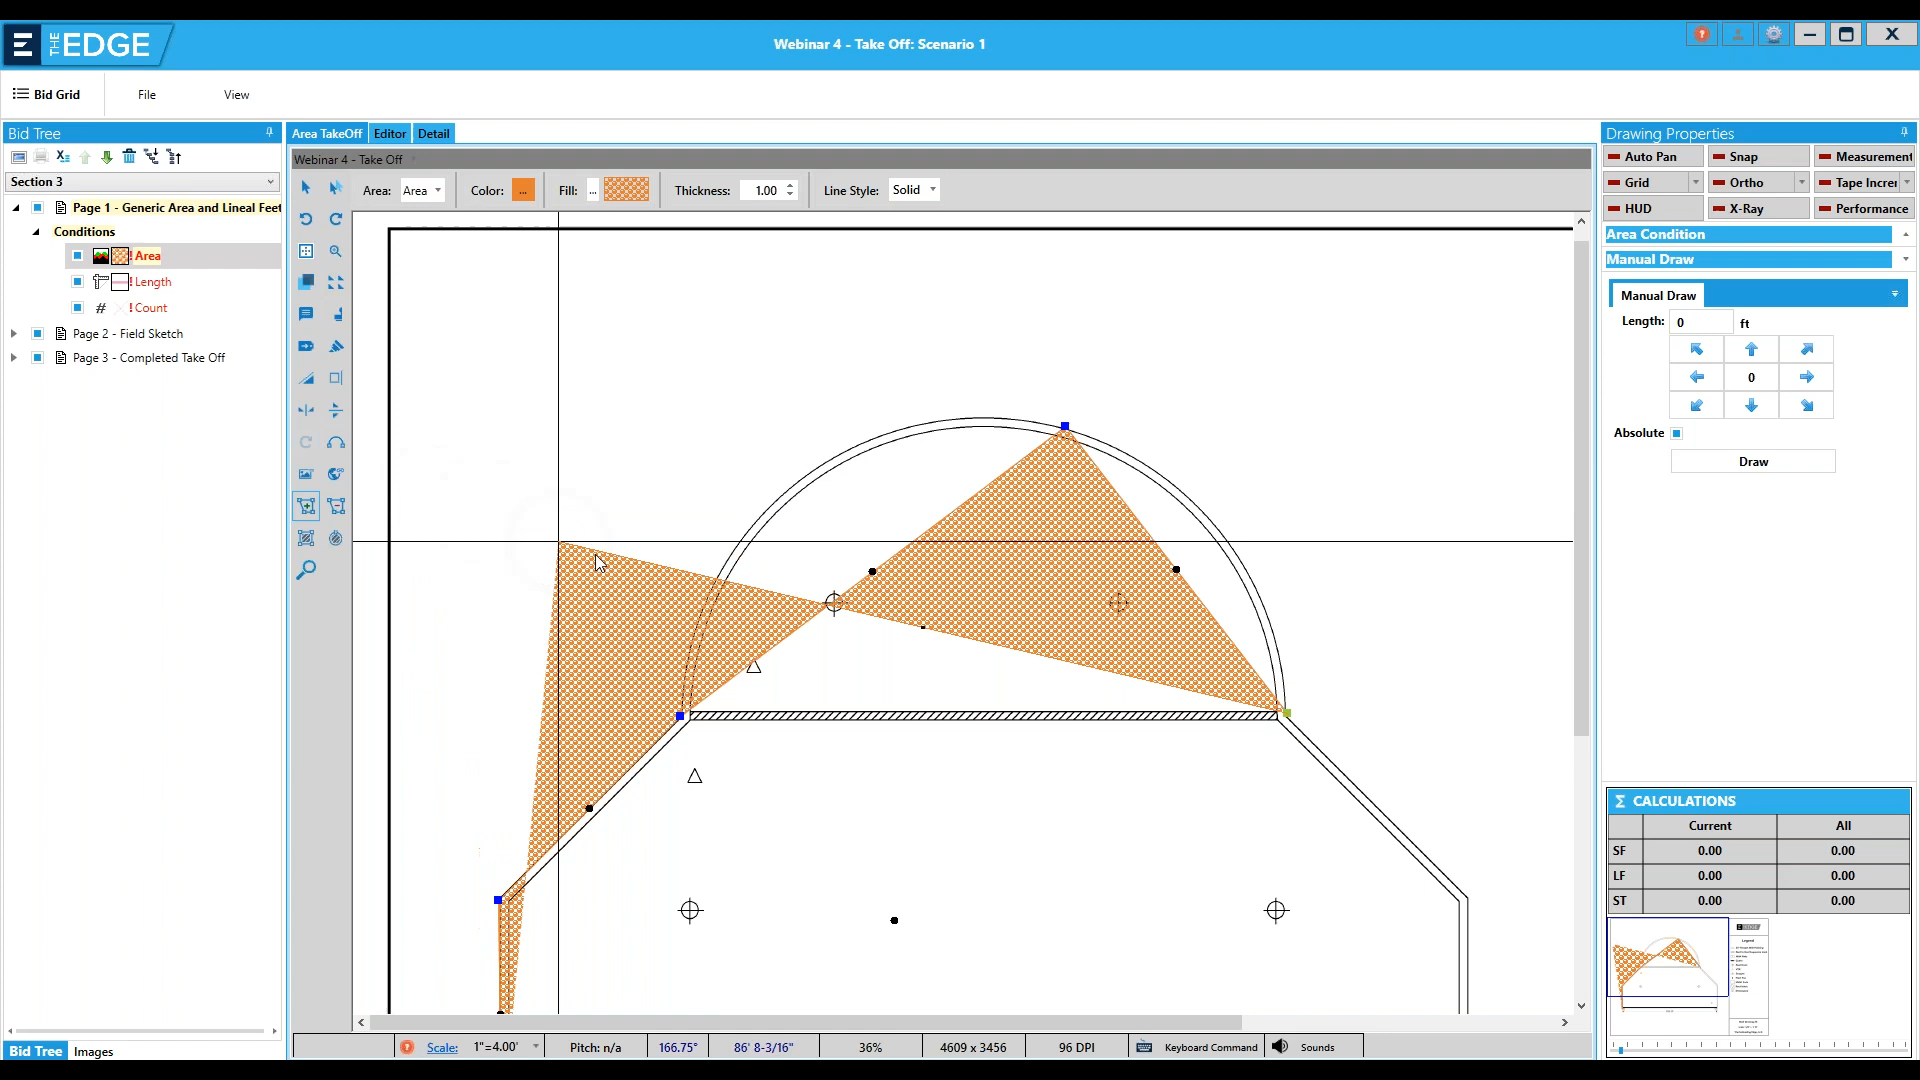 THE EDGE
Webinar 4 - Take Off: Scenario 1
Bid Grid File View
Bid Tree
Section 3
Page 1 - Generic Area and Lineal Feet
Conditions
! Area
! Length
# ! Count
Page 2 - Field Sketch
Page 3 - Completed Take Off
Bid Tree Images
Area TakeOff Editor Detail
Webinar 4 - Take Off
Area: Area Color: ... Fill: ... Thickness: 1.00 Line Style: Solid
Scale: 1"=4.00' Pitch: n/a 166.75° 86' 8-3/16" 36% 4609 x 3456 96 DPI Keyboard Command Sounds
Drawing Properties
Auto Pan Snap Measurement
Grid Ortho Tape Increr
HUD X-Ray Performance
Area Condition
Manual Draw
Manual Draw
Length: 0 ft
0
Absolute
Draw
Σ CALCULATIONS
Current All
SF 0.00 0.00
LF 0.00 0.00
ST 0.00 0.00
EDGE
Legend